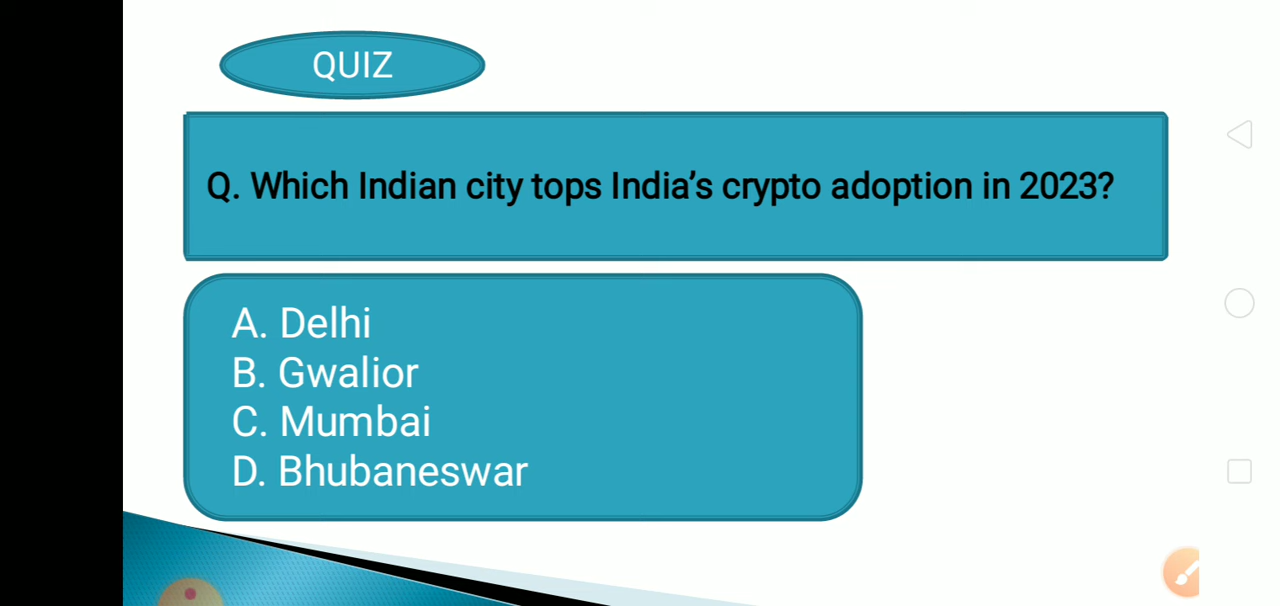 QUIZ
Q. Which Indian city tops India’s crypto adoption in 2023?
A. Delhi
B. Gwalior
C. Mumbai
D. Bhubaneswar